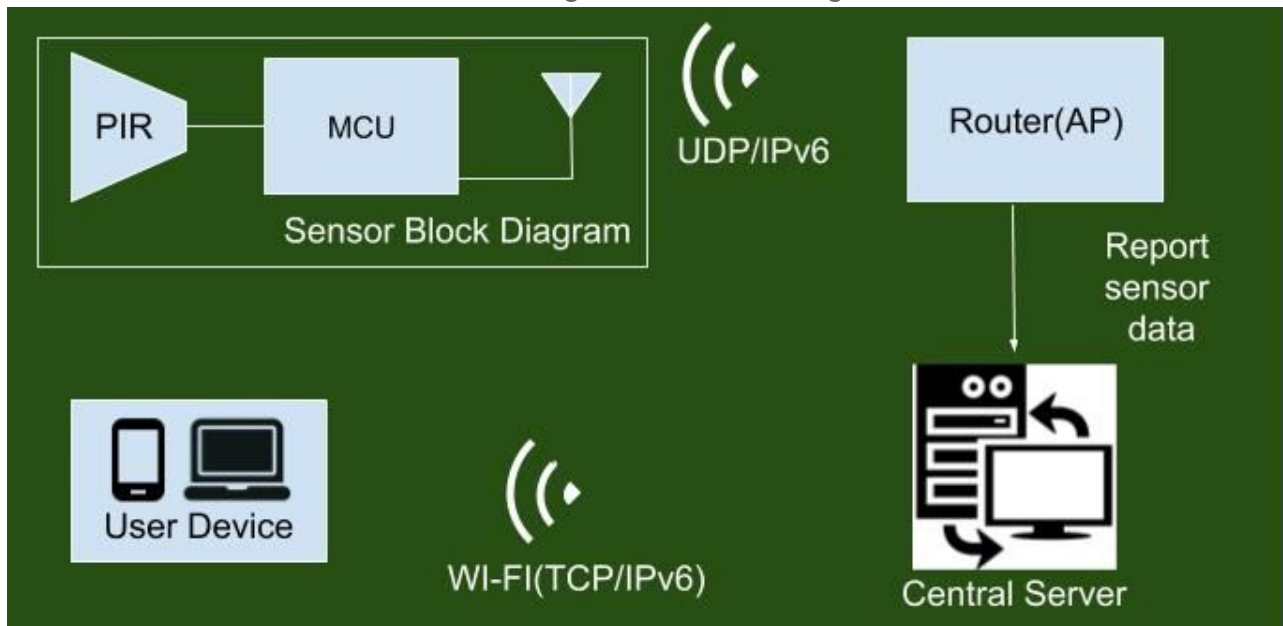 PIR
MCU
Sensor Block Diagram
UDP/IPv6
Router(AP)
Report
sensor
data
User Device
WI-FI(TCP/IPv6)
Central Server